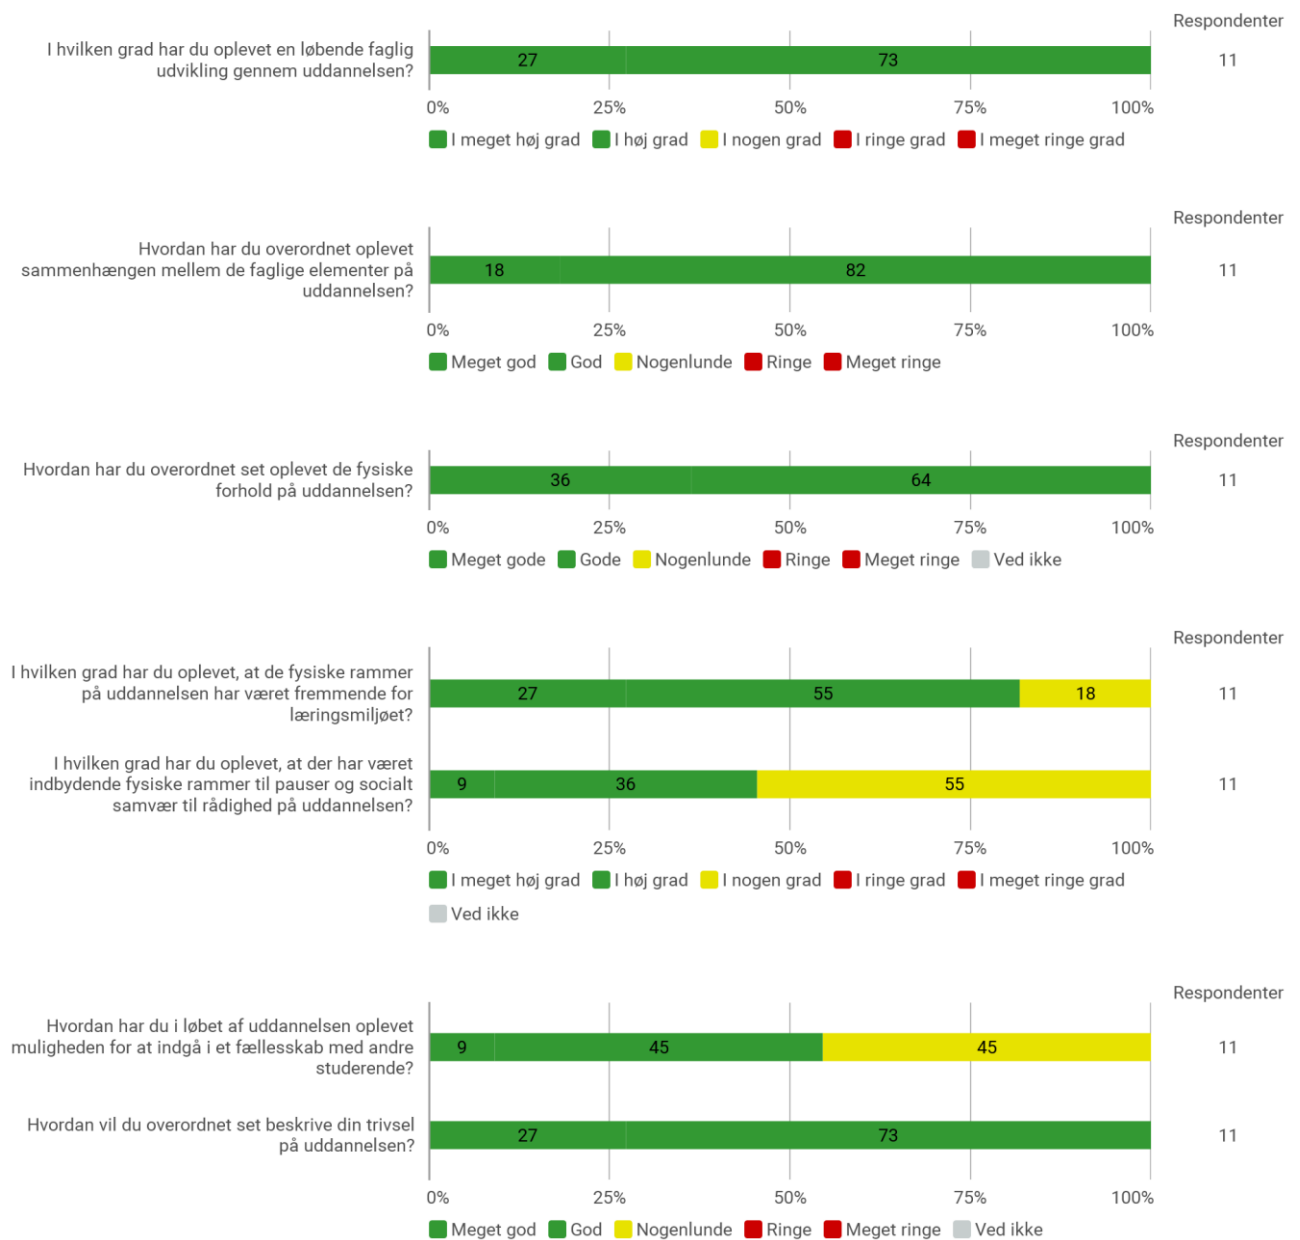 Respondenter
I hvilken grad har du oplevet en løbende faglig
udvikling gennem uddannelsen?
27 73
11
0% 25% 50% 75% 100%
I meget høj grad I høj grad I nogen grad I ringe grad I meget ringe grad
Respondenter
Hvordan har du overordnet oplevet
sammenhængen mellem de faglige elementer på
uddannelsen?
18 82
11
0% 25% 50% 75% 100%
Meget god God Nogenlunde Ringe Meget ringe
Respondenter
Hvordan har du overordnet set oplevet de fysiske
forhold på uddannelsen?
36 64
11
0% 25% 50% 75% 100%
Meget gode Gode Nogenlunde Ringe Meget ringe Ved ikke
Respondenter
I hvilken grad har du oplevet, at de fysiske rammer
på uddannelsen har været fremmende for
læringsmiljøet?
27 55 18
11
I hvilken grad har du oplevet, at der har været
indbydende fysiske rammer til pauser og socialt
samvær til rådighed på uddannelsen?
9 36 55
11
0% 25% 50% 75% 100%
I meget høj grad I høj grad I nogen grad I ringe grad I meget ringe grad
Ved ikke
Respondenter
Hvordan har du i løbet af uddannelsen oplevet
muligheden for at indgå i et fællesskab med andre
studerende?
9 45 45
11
Hvordan vil du overordnet set beskrive din trivsel
på uddannelsen?
27 73
11
0% 25% 50% 75% 100%
Meget god God Nogenlunde Ringe Meget ringe Ved ikke